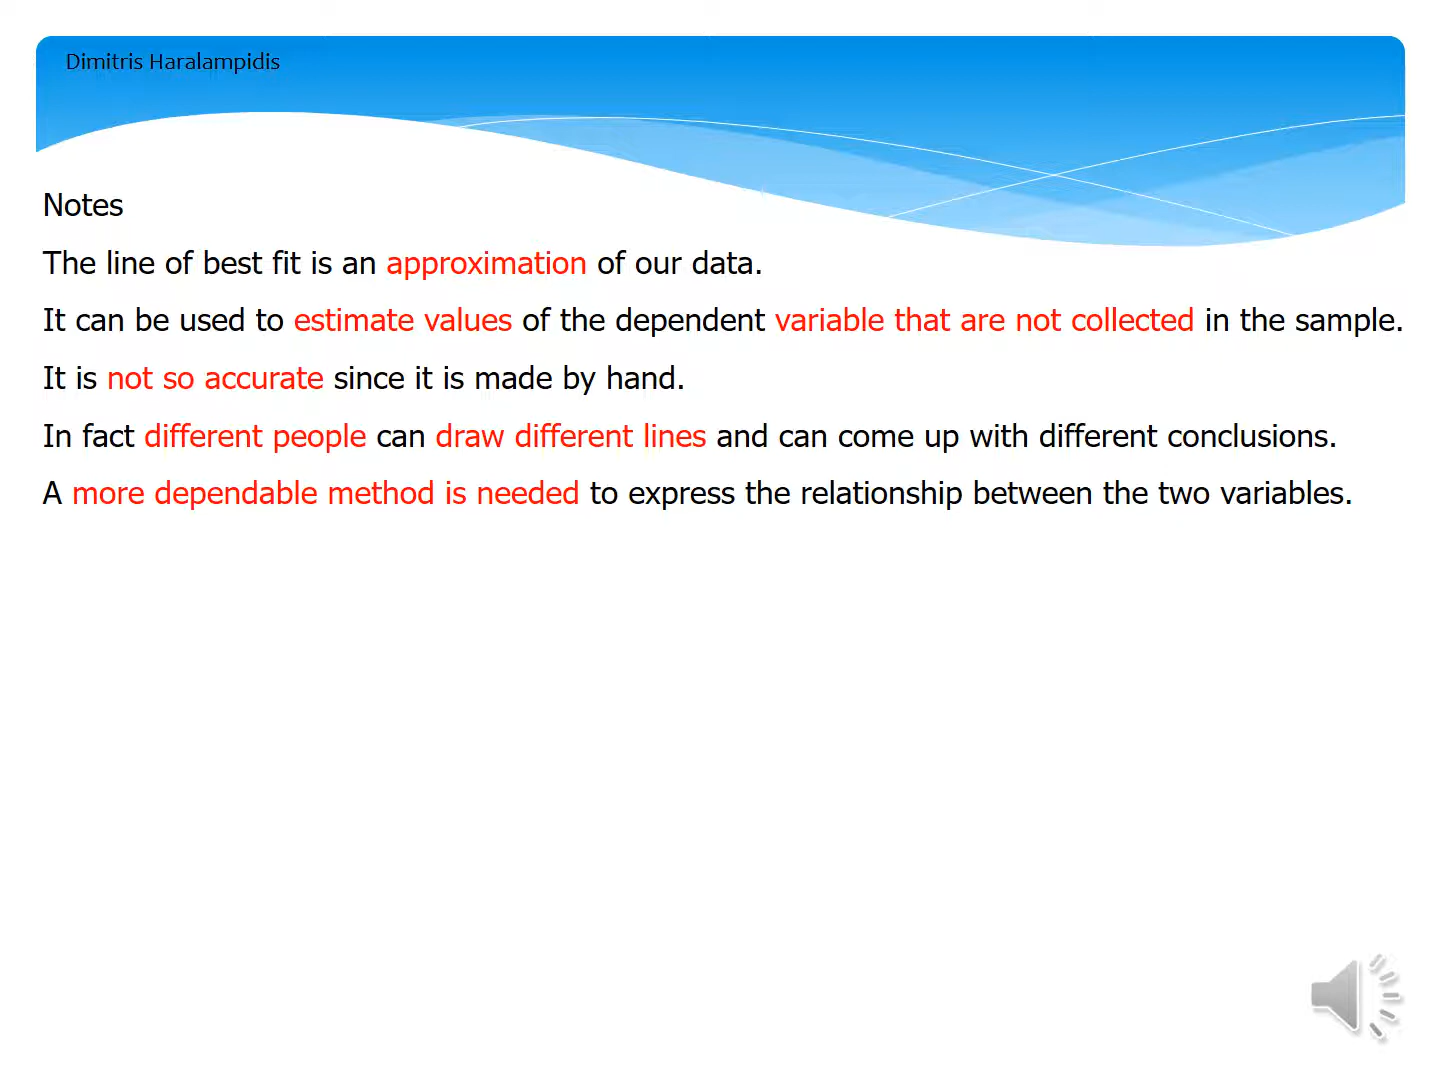 Dimitris Haralampidis
Notes
The line of best fit is an approximation of our data.
It can be used to estimate values of the dependent variable that are not collected in the sample.
It is not so accurate since it is made by hand.
In fact different people can draw different lines and can come up with different conclusions.
A more dependable method is needed to express the relationship between the two variables.